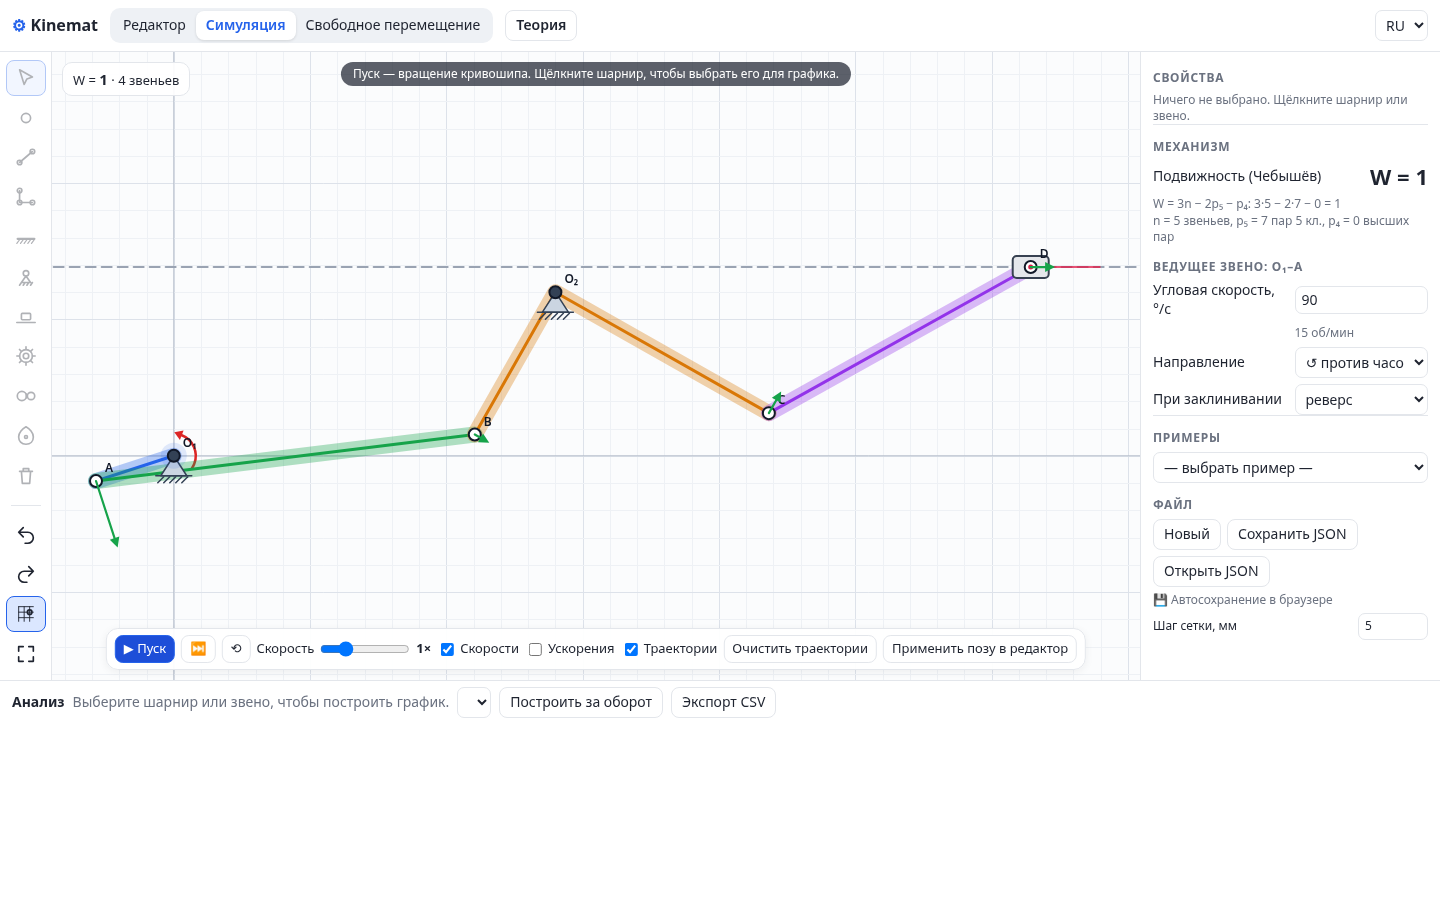 Kinemat
Редактор
Симуляция
Свободное перемещение
Теория
RU
W = 1 · 4 звеньев
Пуск — вращение кривошипа. Щёлкните шарнир, чтобы выбрать его для графика.
O₂
D
C
B
O₁
A
▶ Пуск
Скорость
1×
Скорости
Ускорения
Траектории
Очистить траектории
Применить позу в редактор
СВОЙСТВА
Ничего не выбрано. Щёлкните шарнир или
звено.
МЕХАНИЗМ
Подвижность (Чебышёв)
W = 1
W = 3n − 2p₅ − p₄: 3·5 − 2·7 − 0 = 1
n = 5 звеньев, p₅ = 7 пар 5 кл., p₄ = 0 высших
пар
ВЕДУЩЕЕ ЗВЕНО: O₁–A
Угловая скорость,
°/с
90
15 об/мин
Направление
↺ против часо
При заклинивании
реверс
ПРИМЕРЫ
— выбрать пример —
ФАЙЛ
Новый
Сохранить JSON
Открыть JSON
💾 Автосохранение в браузере
Шаг сетки, мм
5
Анализ
Выберите шарнир или звено, чтобы построить график.
Построить за оборот
Экспорт CSV